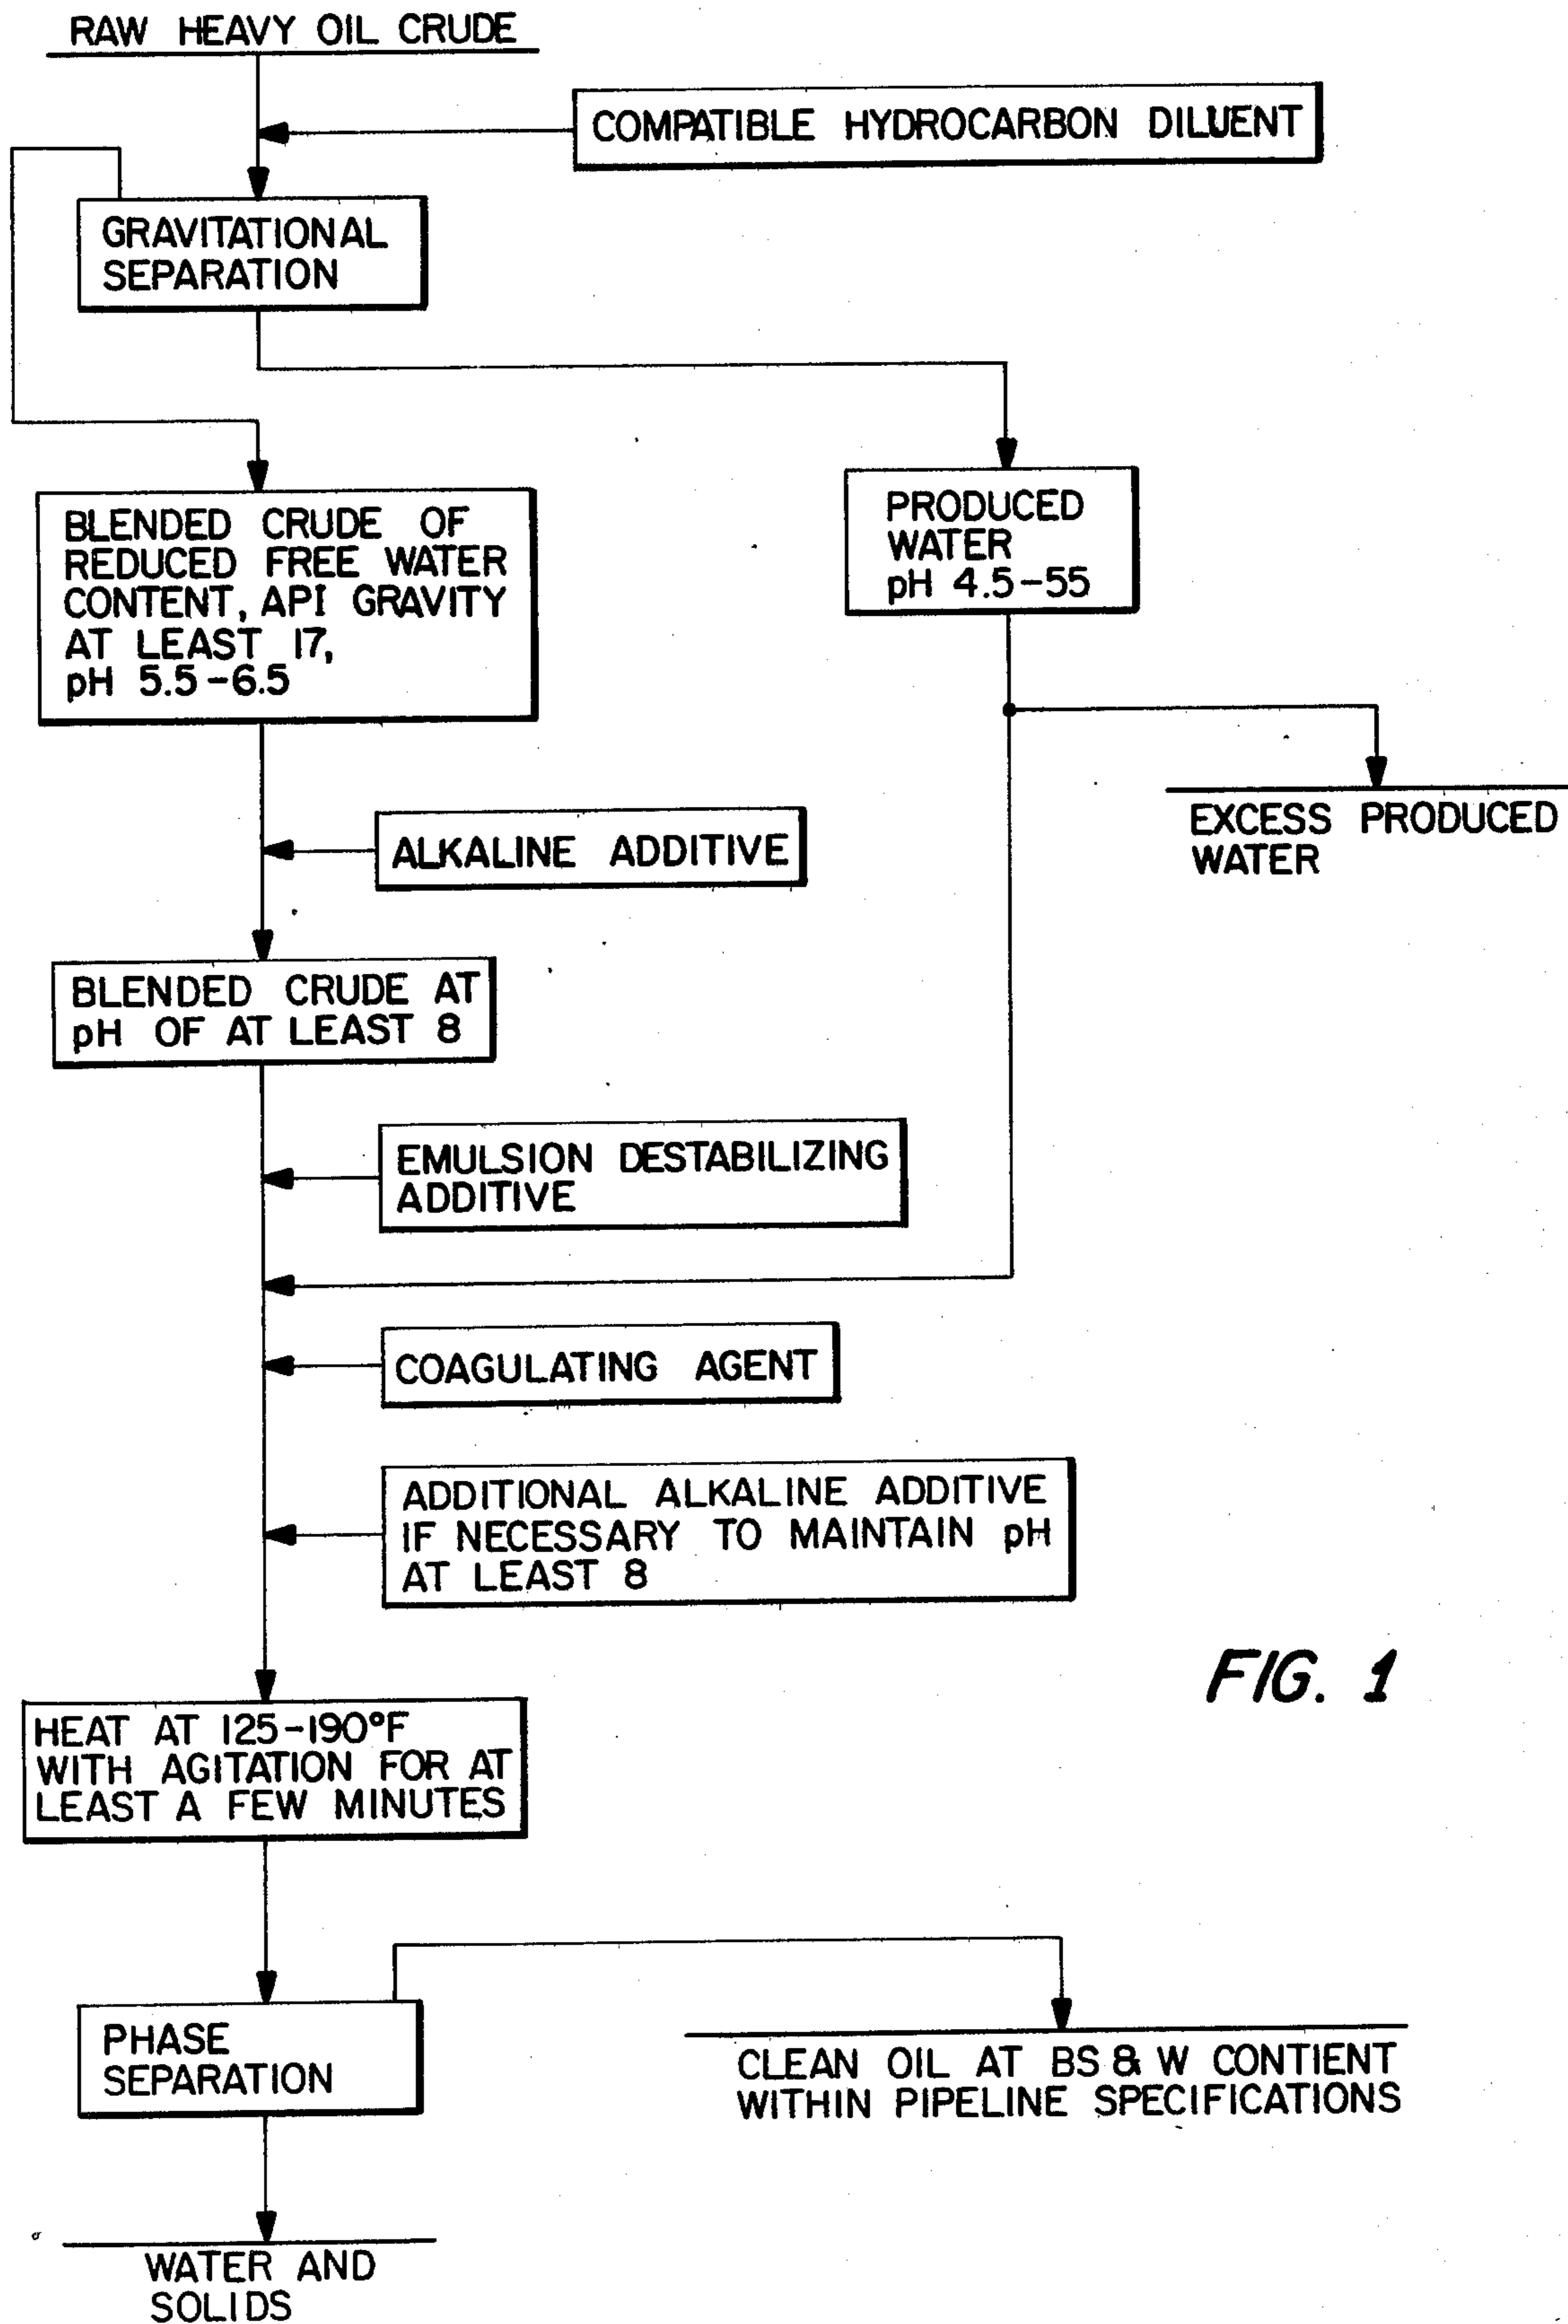 RAW HEAVY OIL CRUDE
COMPATIBLE HYDROCARBON DILUENT
GRAVITATIONAL
SEPARATION
BLENDED CRUDE OF
REDUCED FREE WATER
CONTENT, API GRAVITY
AT LEAST 17,
pH 5.5-6.5
PRODUCED
WATER
pH 4.5-55
EXCESS PRODUCED
WATER
ALKALINE ADDITIVE
BLENDED CRUDE AT
pH OF AT LEAST 8
EMULSION DESTABILIZING
ADDITIVE
COAGULATING AGENT
ADDITIONAL ALKALINE ADDITIVE
IF NECESSARY TO MAINTAIN pH
AT LEAST 8
FIG. 1
HEAT AT 125-190°F
WITH AGITATION FOR AT
LEAST A FEW MINUTES
PHASE
SEPARATION
CLEAN OIL AT BS & W CONTIENT
WITHIN PIPELINE SPECIFICATIONS
WATER AND
SOLIDS